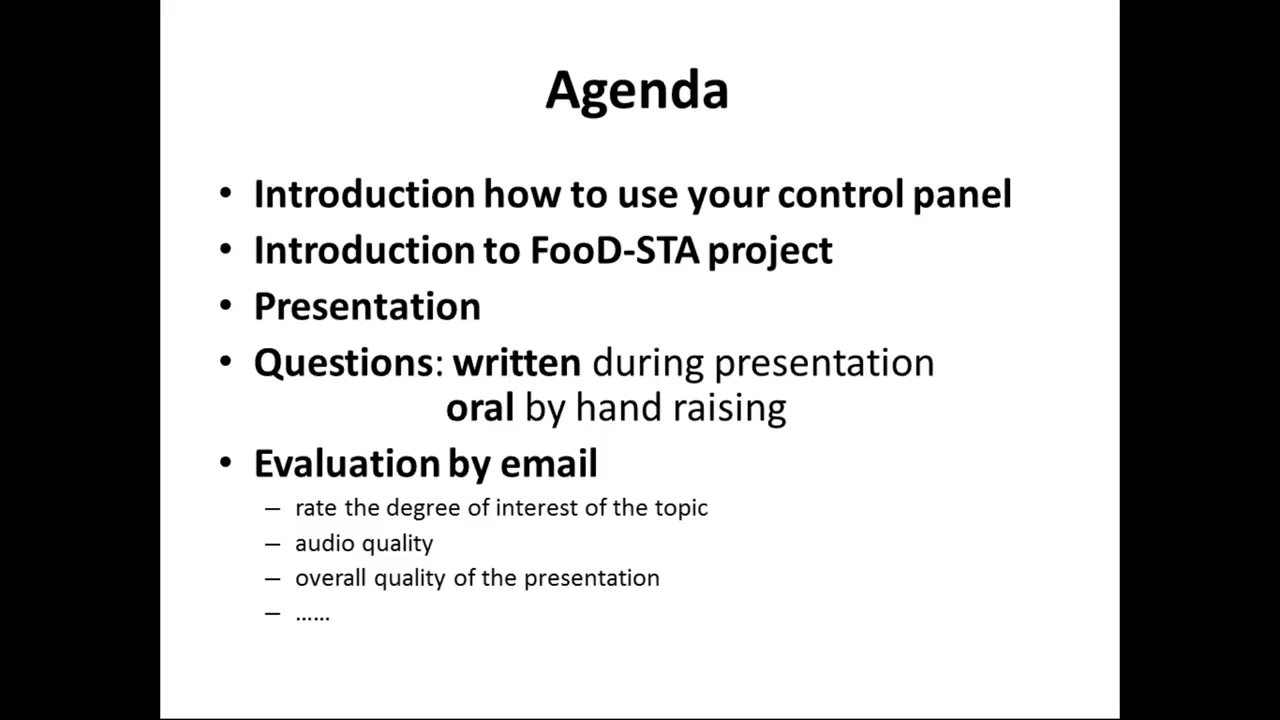 Agenda
• Introduction how to use your control panel
• Introduction to FooD-STA project
• Presentation
• Questions: written during presentation
oral by hand raising
• Evaluation by email
– rate the degree of interest of the topic
– audio quality
– overall quality of the presentation
– ......